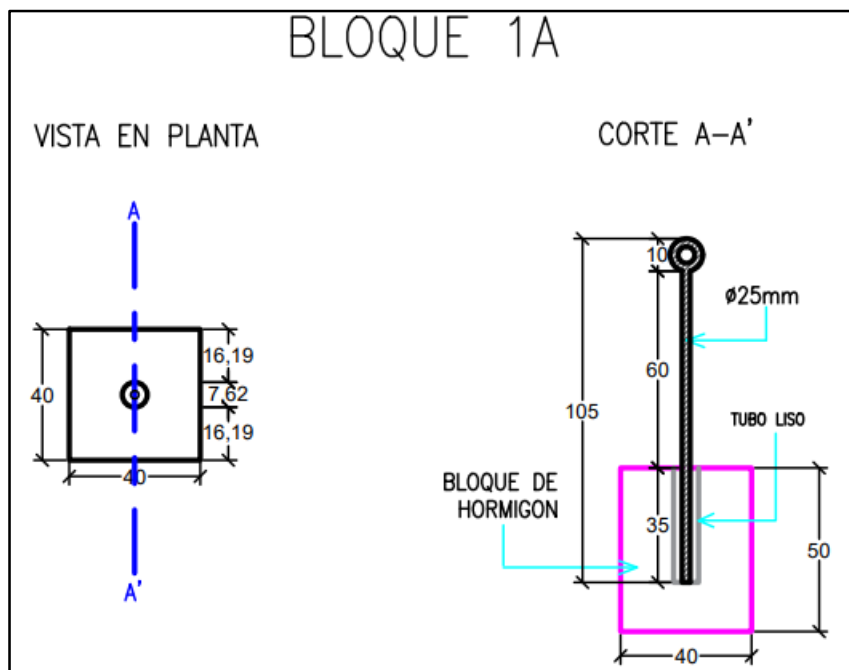 BLOQUE 1A
VISTA EN PLANTA
CORTE A-A'
A
40
16,19
7,62
16,19
40
A'
10
ø25mm
60
105
TUBO LISO
BLOQUE DE
HORMIGON
35
50
40